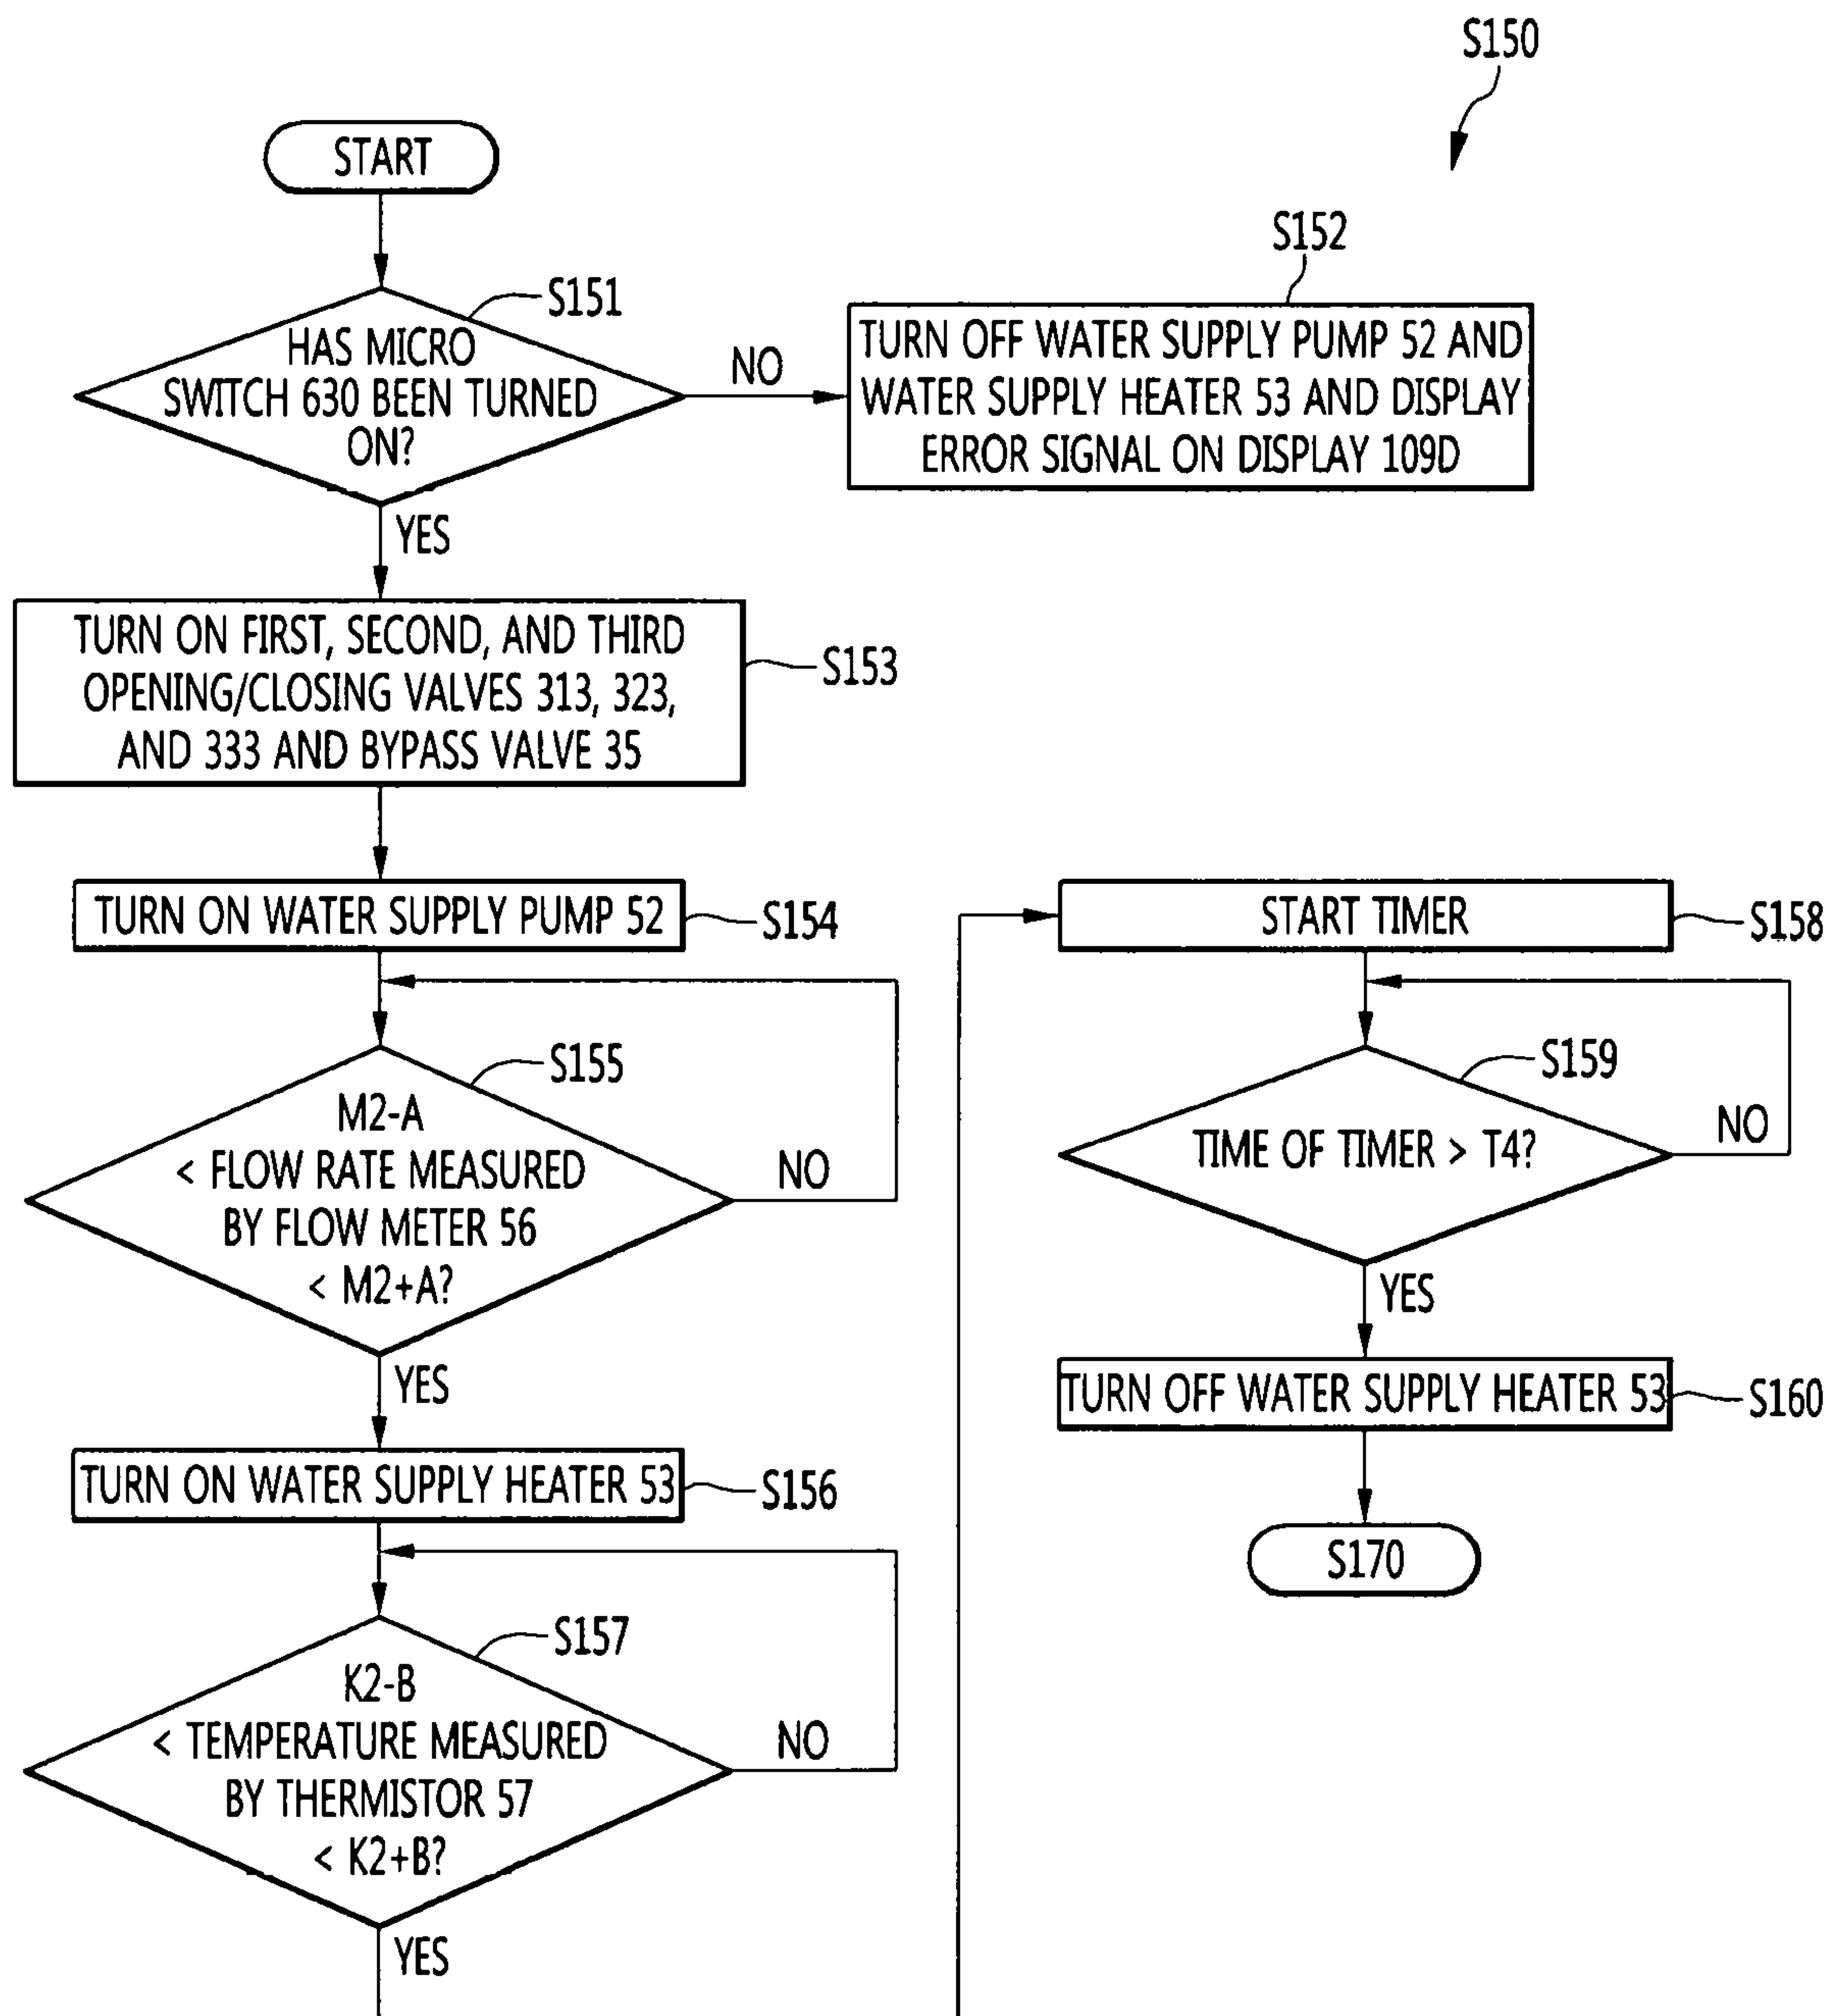 S150
START
S151
HAS MICRO
SWITCH 630 BEEN TURNED
ON?
NO
S152
TURN OFF WATER SUPPLY PUMP 52 AND
WATER SUPPLY HEATER 53 AND DISPLAY
ERROR SIGNAL ON DISPLAY 109D
YES
TURN ON FIRST, SECOND, AND THIRD
OPENING/CLOSING VALVES 313, 323,
AND 333 AND BYPASS VALVE 35
S153
TURN ON WATER SUPPLY PUMP 52
S154
S155
M2-A
< FLOW RATE MEASURED
BY FLOW METER 56
< M2+A?
NO
YES
TURN ON WATER SUPPLY HEATER 53
S156
S157
K2-B
< TEMPERATURE MEASURED
BY THERMISTOR 57
< K2+B?
NO
YES
START TIMER
S158
S159
TIME OF TIMER > T4?
NO
YES
TURN OFF WATER SUPPLY HEATER 53
S160
S170